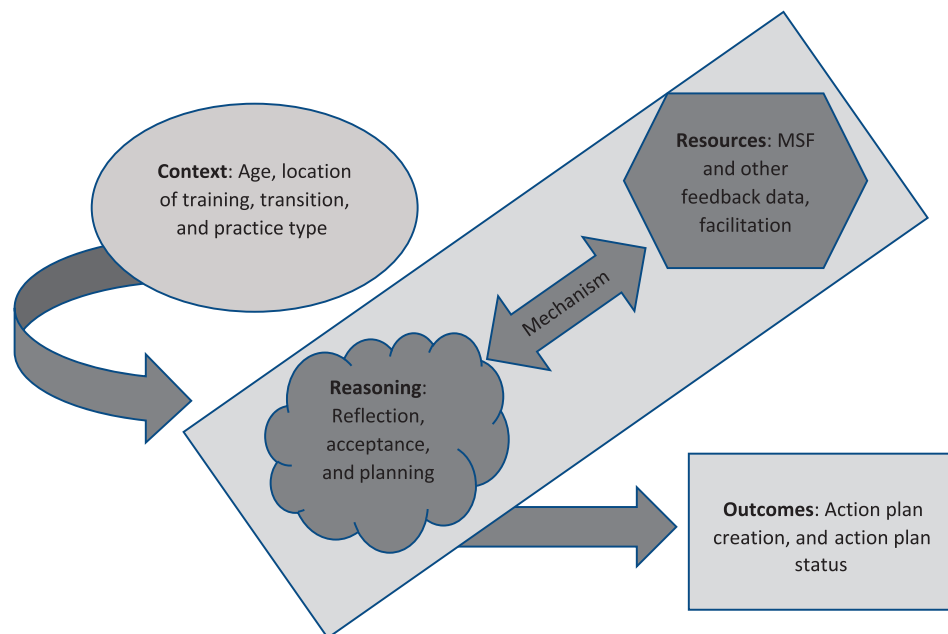 Context: Age, location
of training, transition,
and practice type
Resources: MSF
and other
feedback data,
facilitation
Mechanism
Reasoning:
Reflection,
acceptance,
and planning
Outcomes: Action plan
creation, and action plan
status